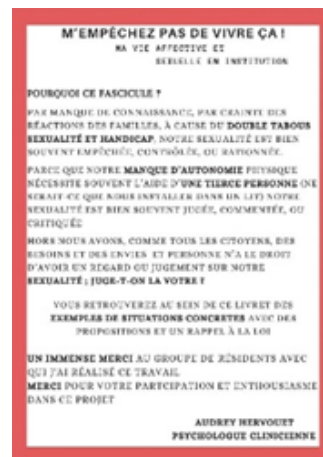 M'EMPÊCHEZ PAS DE VIVRE ÇA !
MA VIE AFFECTIVE ET
SEXUELLE EN INSTITUTION
POURQUOI CE FASCICULE ?
PAR MANQUE DE CONNAISSANCE, PAR CRAINTE DES
RÉACTIONS DES FAMILLES, À CAUSE DU DOUBLE TABOUS
SEXUALITÉ ET HANDICAP, NOTRE SEXUALITÉ EST BIEN
SOUVENT EMPÊCHÉE, CONTRÔLÉE, OU RATIONNÉE.
PARCE QUE NOTRE MANQUE D'AUTONOMIE PHYSIQUE
NÉCESSITE SOUVENT L'AIDE D'UNE TIERCE PERSONNE (NE
SERAIT-CE QUE NOUS INSTALLER DANS UN LIT) NOTRE
SEXUALITÉ EST BIEN SOUVENT JUGÉE, COMMENTÉE, OU
CRITIQUÉE
HORS NOUS AVONS, COMME TOUS LES CITOYENS, DES
BESOINS ET DES ENVIES ET PERSONNE N'A LE DROIT
D'AVOIR UN REGARD OU JUGEMENT SUR NOTRE
SEXUALITÉ ; JUGE-T-ON LA VOTRE ?
VOUS RETROUVEREZ AU SEIN DE CE LIVRET DES
EXEMPLES DE SITUATIONS CONCRETES AVEC DES
PROPOSITIONS ET UN RAPPEL À LA LOI
UN IMMENSE MERCI AU GROUPE DE RÉSIDENTS AVEC
QUI J'AI RÉALISÉ CE TRAVAIL
MERCI POUR VOTRE PARTCIPATION ET ENTHOUSIASME
DANS CE PROJET
AUDREY HERVOUET
PSYCHOLOGUE CLINICIENNE